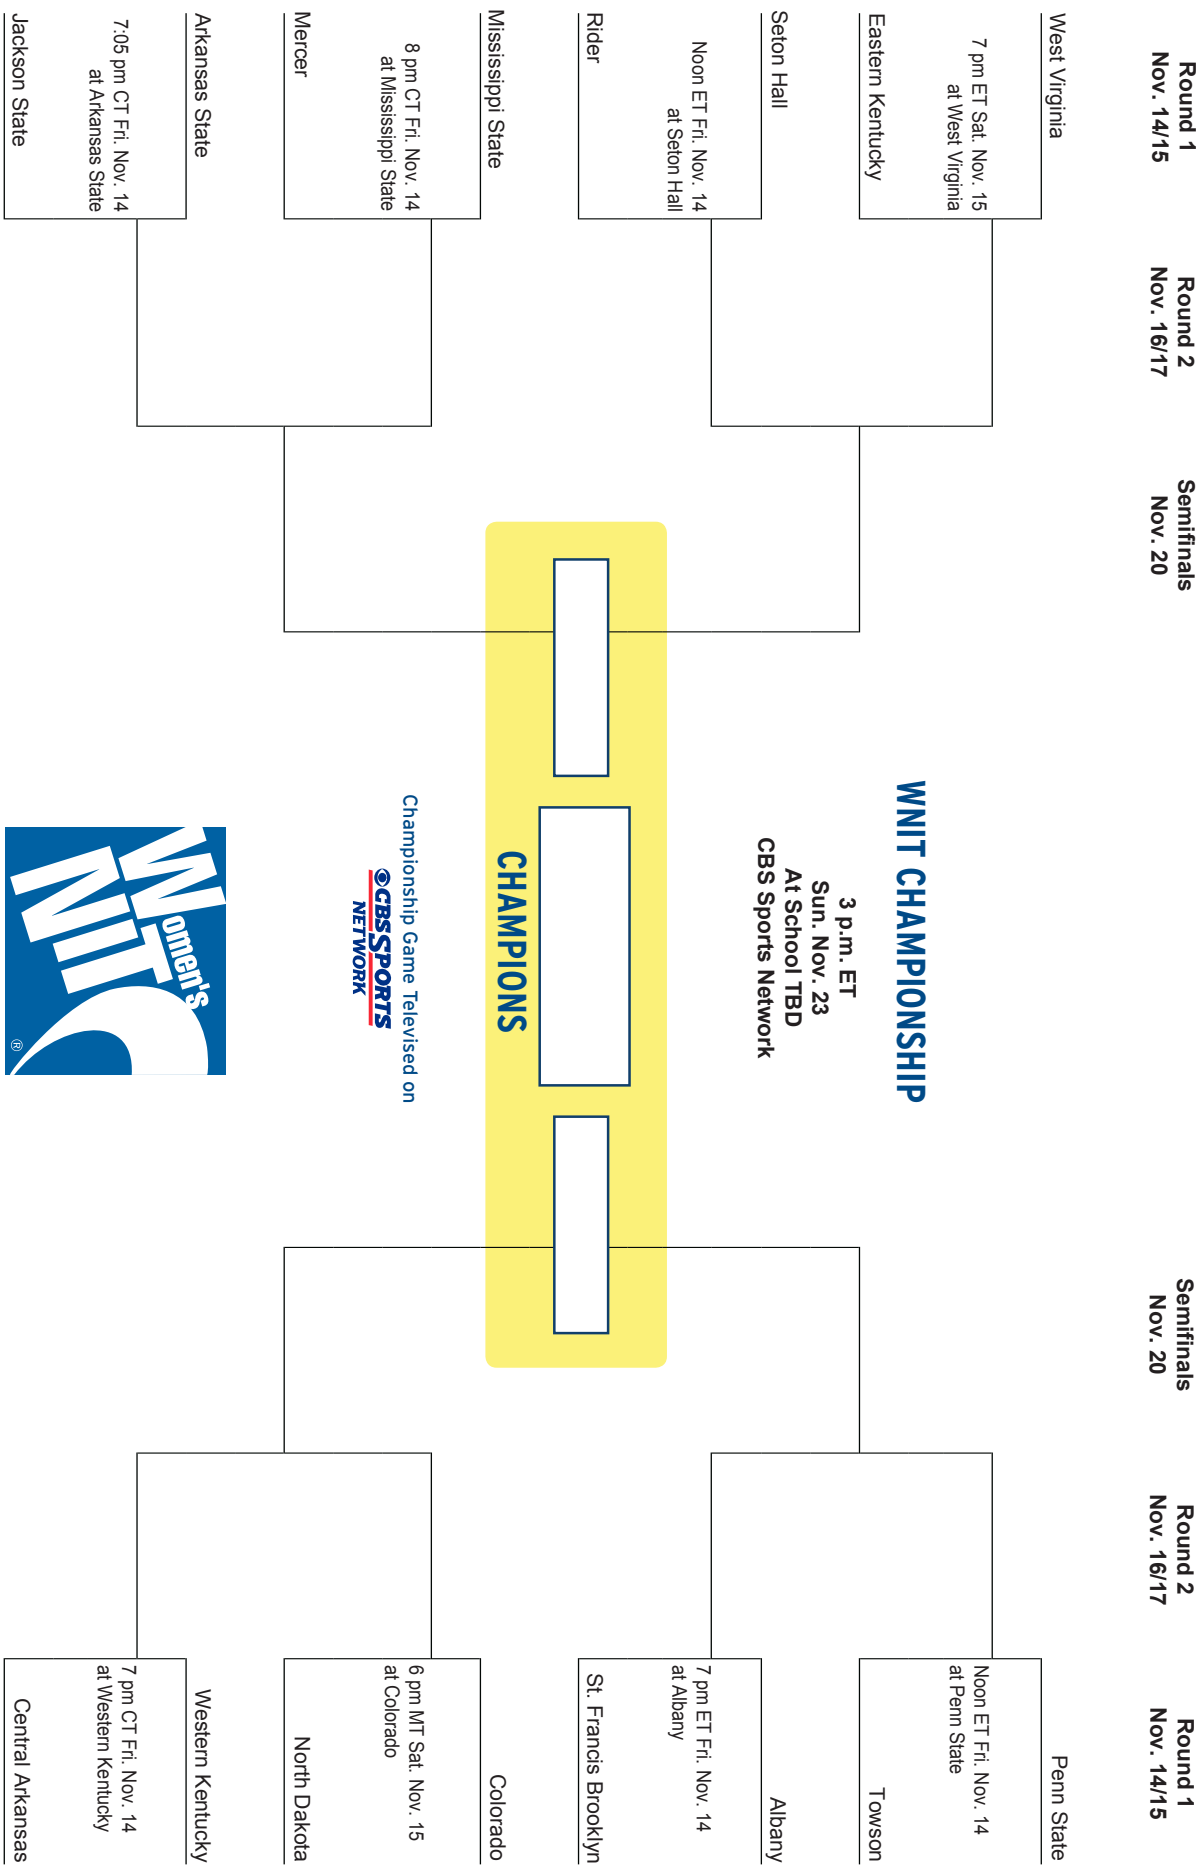 Round 1
Nov. 14/15
Round 2
Nov. 16/17
Semifinals
Nov. 20
Semifinals
Nov. 20
Round 2
Nov. 16/17
Round 1
Nov. 14/15
West Virginia
7 pm ET Sat. Nov. 15
at West Virginia
Eastern Kentucky
Seton Hall
Noon ET Fri. Nov. 14
at Seton Hall
Rider
Mississippi State
8 pm CT Fri. Nov. 14
at Mississippi State
Mercer
Arkansas State
7:05 pm CT Fri. Nov. 14
at Arkansas State
Jackson State
WNIT CHAMPIONSHIP
3 p.m. ET
Sun. Nov. 23
At School TBD
CBS Sports Network
CHAMPIONS
Championship Game Televised on
CBS SPORTS
NETWORK
Women's
NIT
®
Penn State
Noon ET Fri. Nov. 14
at Penn State
Towson
Albany
7 pm ET Fri. Nov. 14
at Albany
St. Francis Brooklyn
Colorado
6 pm MT Sat. Nov. 15
at Colorado
North Dakota
Western Kentucky
7 pm CT Fri. Nov. 14
at Western Kentucky
Central Arkansas